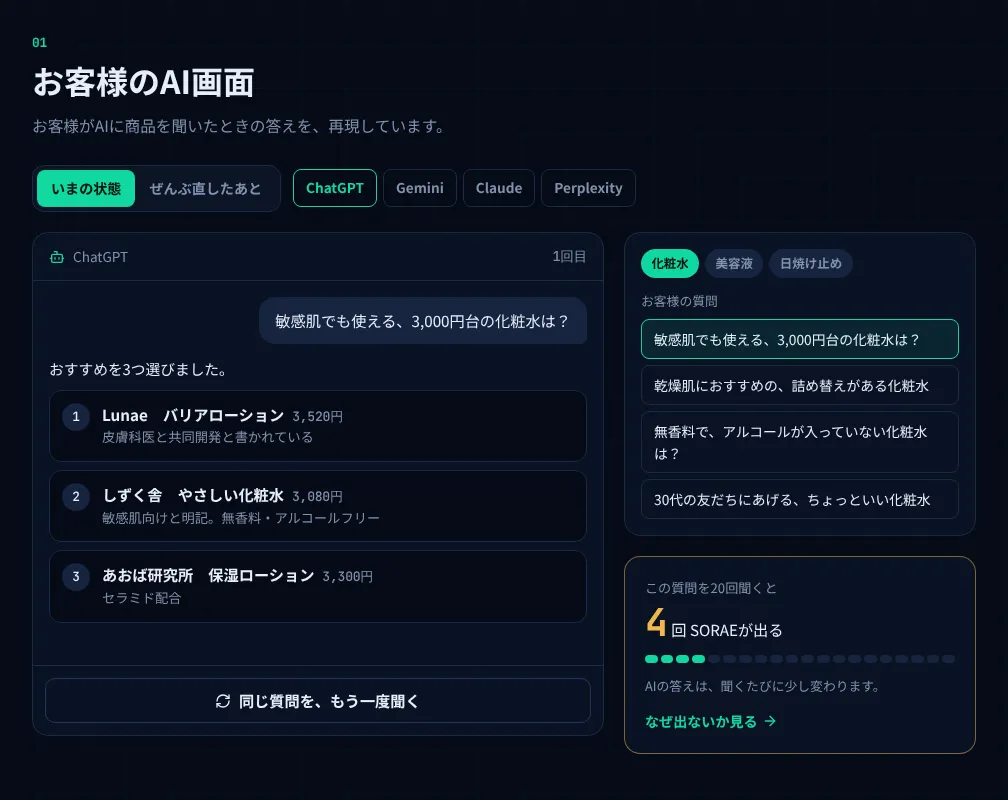 01
お客様のAI画面
お客様がAIに商品を聞いたときの答えを、再現しています。
いまの状態 ぜんぶ直したあと ChatGPT Gemini Claude Perplexity
ChatGPT 1回目
敏感肌でも使える、3,000円台の化粧水は？
おすすめを3つ選びました。
1 Lunae　バリアローション 3,520円
皮膚科医と共同開発と書かれている
2 しずく舎　やさしい化粧水 3,080円
敏感肌向けと明記。無香料・アルコールフリー
3 あおば研究所　保湿ローション 3,300円
セラミド配合
同じ質問を、もう一度聞く
化粧水 美容液 日焼け止め
お客様の質問
敏感肌でも使える、3,000円台の化粧水は？
乾燥肌におすすめの、詰め替えがある化粧水
無香料で、アルコールが入っていない化粧水
は？
30代の友だちにあげる、ちょっといい化粧水
この質問を20回聞くと
4回 SORAEが出る
AIの答えは、聞くたびに少し変わります。
なぜ出ないか見る →